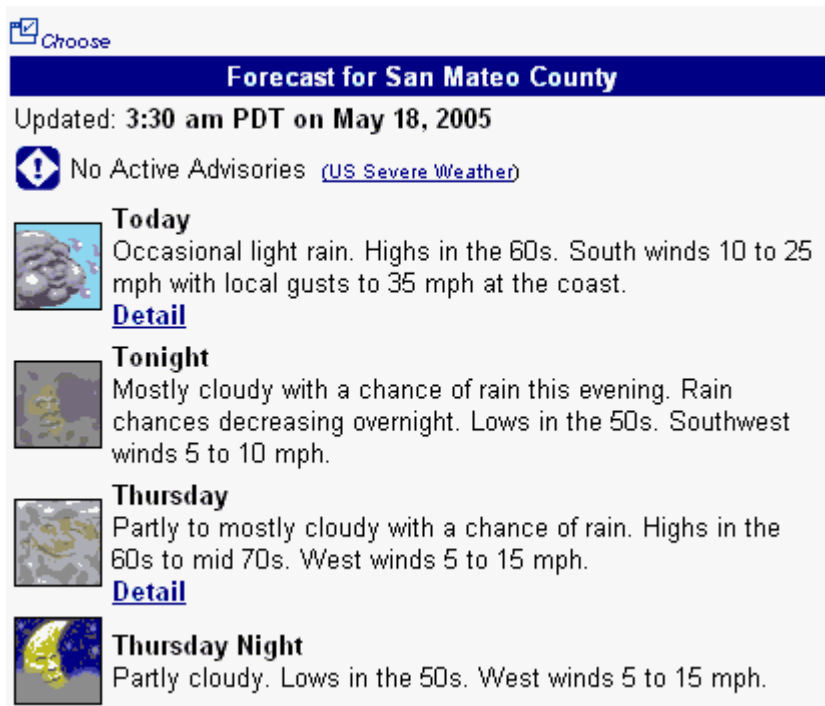 Choose
Forecast for San Mateo County
Updated: 3:30 am PDT on May 18, 2005
No Active Advisories (US Severe Weather)
Today
Occasional light rain. Highs in the 60s. South winds 10 to 25
mph with local gusts to 35 mph at the coast.
Detail
Tonight
Mostly cloudy with a chance of rain this evening. Rain
chances decreasing overnight. Lows in the 50s. Southwest
winds 5 to 10 mph.
Thursday
Partly to mostly cloudy with a chance of rain. Highs in the
60s to mid 70s. West winds 5 to 15 mph.
Detail
Thursday Night
Partly cloudy. Lows in the 50s. West winds 5 to 15 mph.